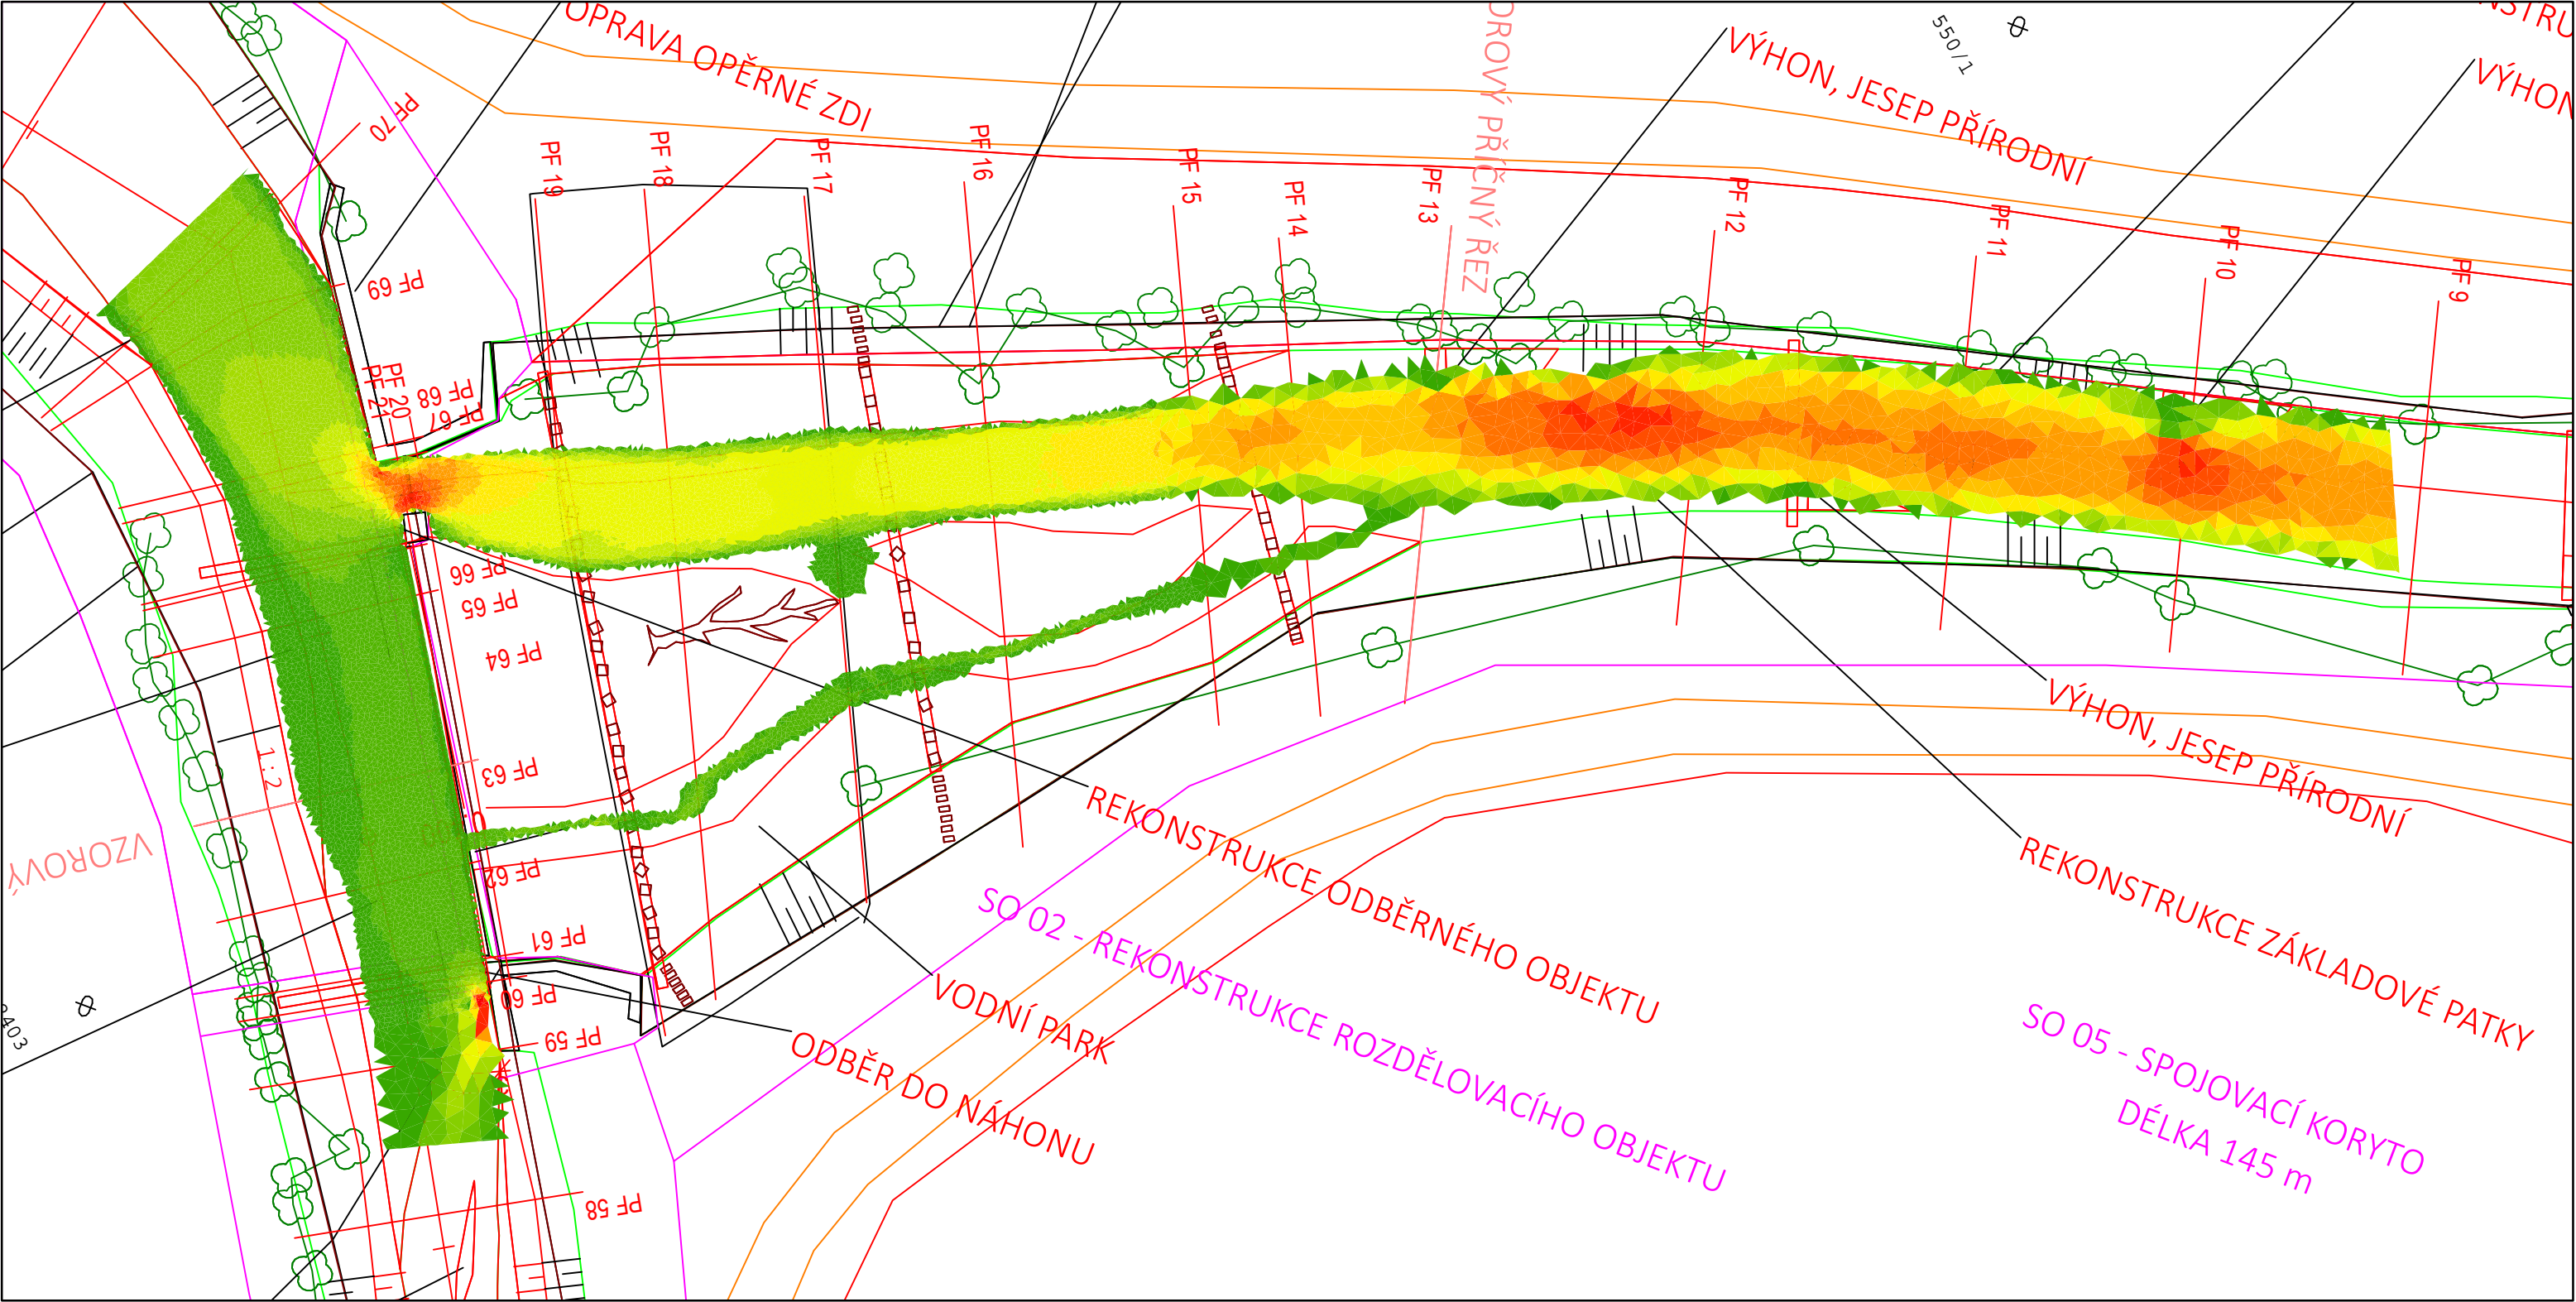 OPRAVA OPĚRNÉ ZDI
OROVÝ PŘÍČNÝ ŘEZ
VÝHON, JESEP PŘÍRODNÍ
550/1
VÝHON
PF 70
PF 69
PF 68
PF 67
PF 21
PF 20
PF 19
PF 18
PF 17
PF 16
PF 15
PF 14
PF 13
PF 12
PF 11
PF 10
PF 9
PF 66
PF 65
PF 64
PF 63
PF 62
PF 61
PF 60
PF 59
PF 58
1:2
VZOROVÝ
REKONSTRUKCE ODBĚRNÉHO OBJEKTU
VODNÍ PARK
ODBĚR DO NÁHONU
SO 02 - REKONSTRUKCE ROZDĚLOVACÍHO OBJEKTU
VÝHON, JESEP PŘÍRODNÍ
REKONSTRUKCE ZÁKLADOVÉ PATKY
SO 05 - SPOJOVACÍ KORYTO
DÉLKA 145 m